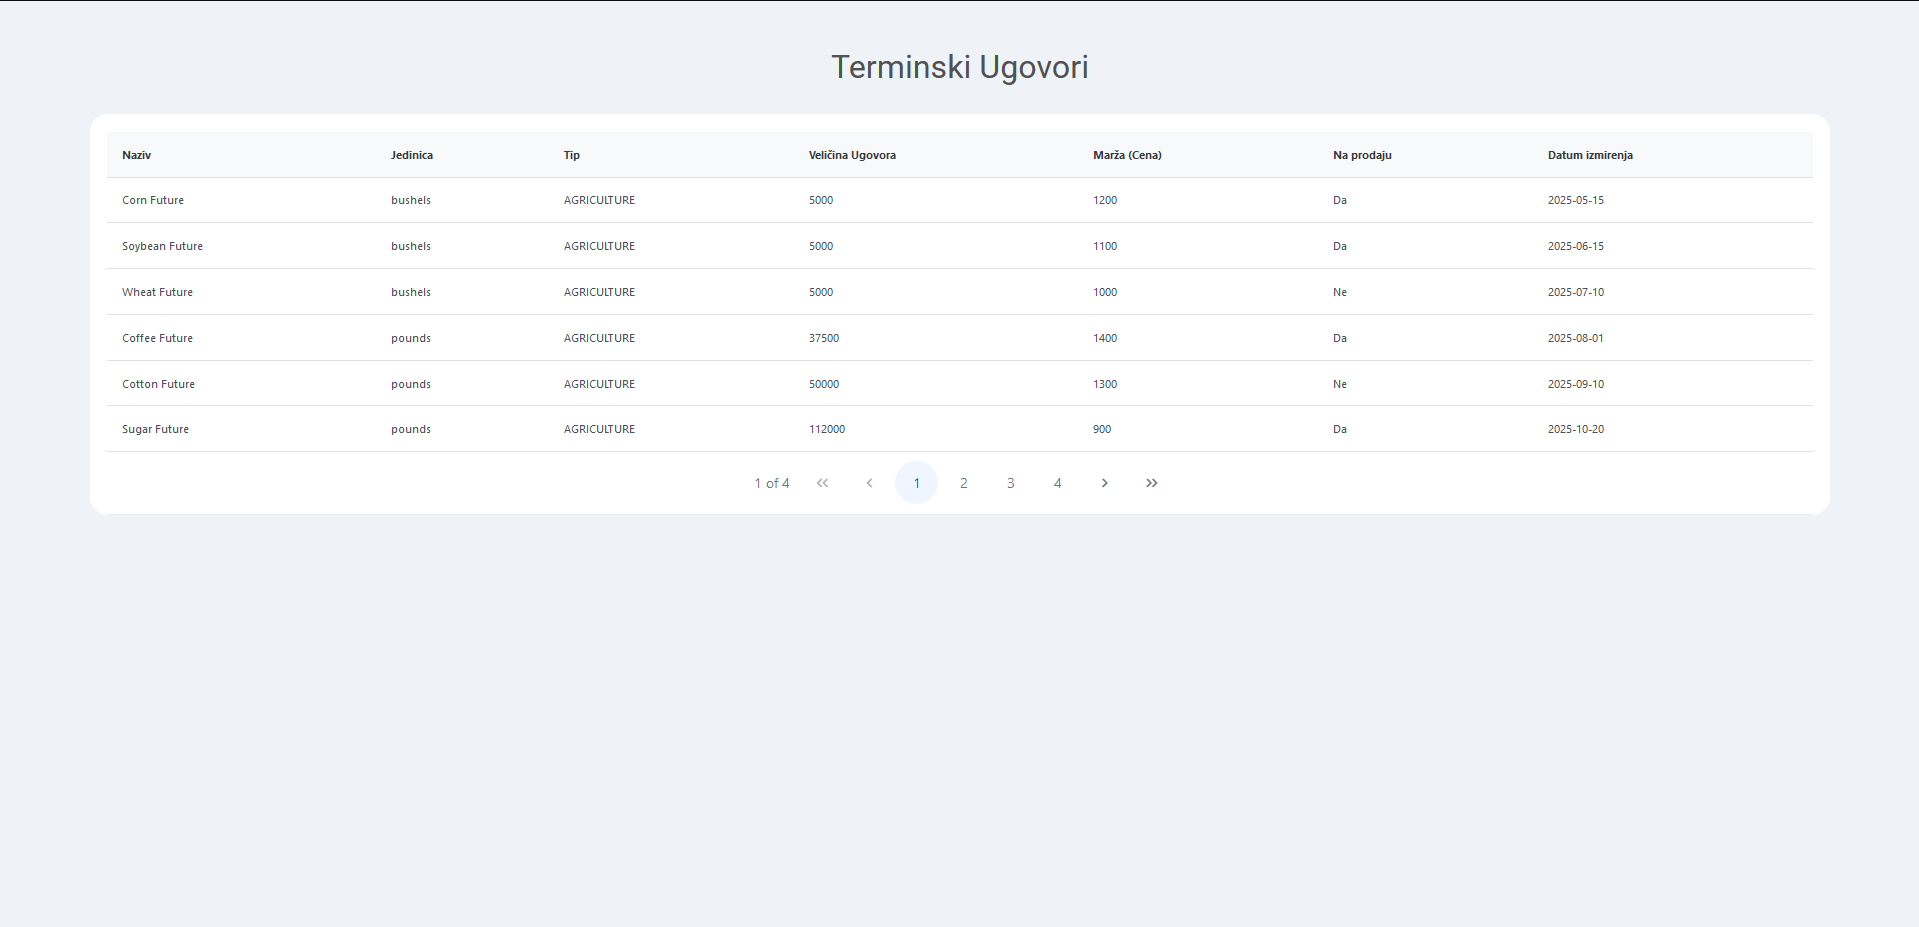 Terminski Ugovori
Naziv Jedinica Tip Veličina Ugovora Marža (Cena) Na prodaju Datum izmirenja
Corn Future bushels AGRICULTURE 5000 1200 Da 2025-05-15
Soybean Future bushels AGRICULTURE 5000 1100 Da 2025-06-15
Wheat Future bushels AGRICULTURE 5000 1000 Ne 2025-07-10
Coffee Future pounds AGRICULTURE 37500 1400 Da 2025-08-01
Cotton Future pounds AGRICULTURE 50000 1300 Ne 2025-09-10
Sugar Future pounds AGRICULTURE 112000 900 Da 2025-10-20
1 of 4 « ‹ 1 2 3 4 › »